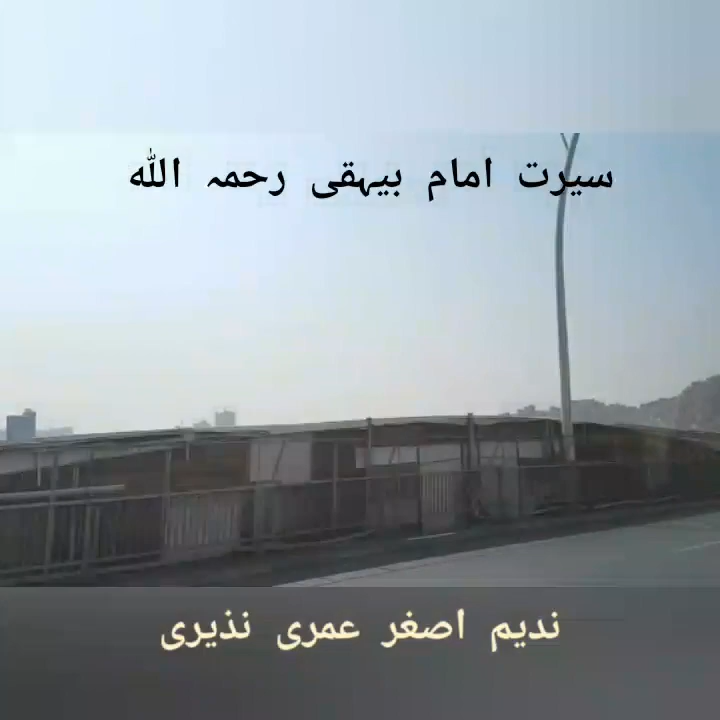 سیرت امام بیہقی رحمہ اللہ
ندیم اصغر عمری نذیری